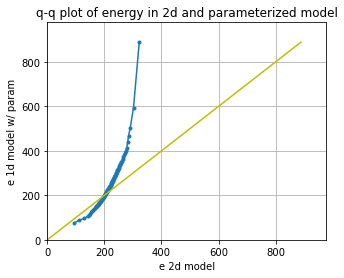 q-q plot of energy in 2d and parameterized model
800
600
400
200
0
e 1d model w/ param
0 200 400 600 800
e 2d model